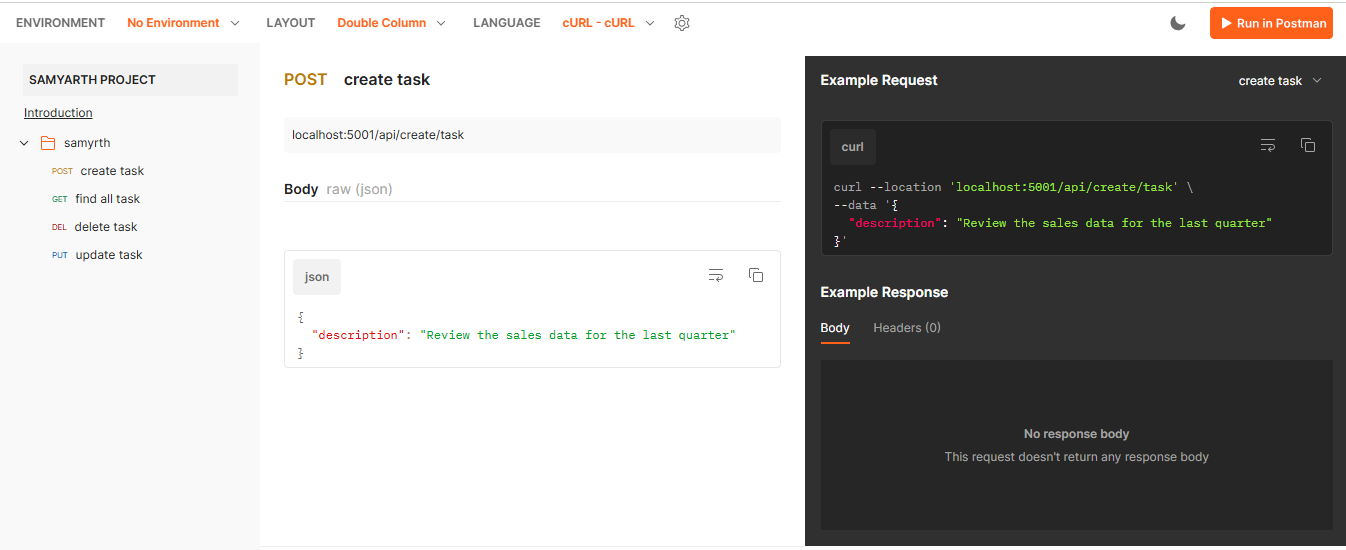 ENVIRONMENT No Environment LAYOUT Double Column LANGUAGE cURL - cURL Run in Postman
SAMYARTH PROJECT
Introduction
samyrth
POST create task
GET find all task
DEL delete task
PUT update task
POST create task
localhost:5001/api/create/task
Body raw (json)
json
{
"description": "Review the sales data for the last quarter"
}
Example Request create task
curl
curl --location 'localhost:5001/api/create/task' \
--data '{
"description": "Review the sales data for the last quarter"
}'
Example Response
Body Headers (0)
No response body
This request doesn't return any response body